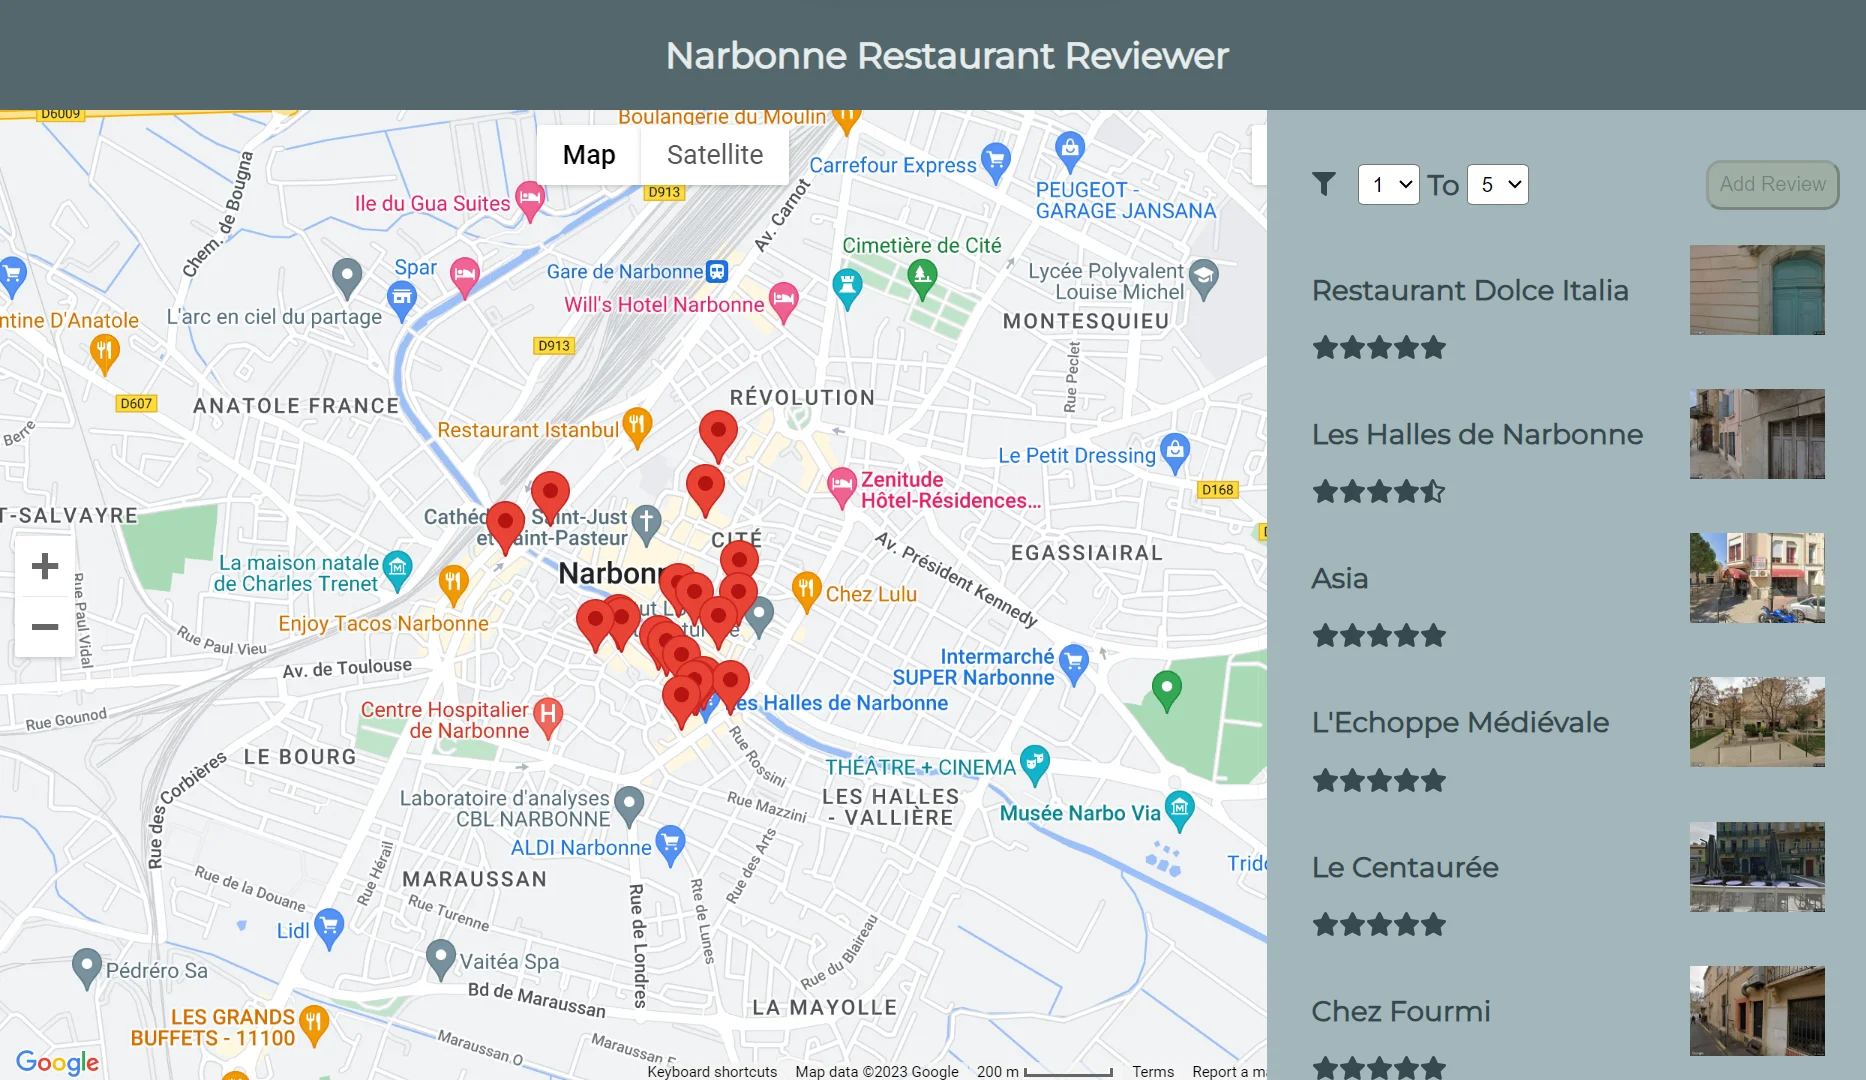 Narbonne Restaurant Reviewer
D6009
Boulangerie du Moulin
Map
Satellite
Carrefour Express
PEUGEOT -
GARAGE JANSANA
D913
Ile du Gua Suites
Chem. de Bougna
Av. Carnot
Cimetière de Cité
Spar
Gare de Narbonne
Lycée Polyvalent
Louise Michel
Will's Hotel Narbonne
L'arc en ciel du partage
ntine D'Anatole
MONTESQUIEU
D913
Rue Peclet
RÉVOLUTION
D607
ANATOLE FRANCE
Berre
Restaurant Istanbul
Le Petit Dressing
Zenitude
Hôtel-Résidences...
D168
T-SALVAYRE
Cathéd Saint-Just
et Saint-Pasteur
CITÉ
Av. Président Kennedy
EGASSIAIRAL
La maison natale
de Charles Trenet
Narbonn
Chez Lulu
Rue Paul Vidal
Enjoy Tacos Narbonne
Rue Paul Vieu
Av. de Toulouse
Intermarché
SUPER Narbonne
Les Halles de Narbonne
Centre Hospitalier
de Narbonne
Rue Gounod
LE BOURG
Rue des Corbières
Rue Rossini
THÉÂTRE + CINEMA
LES HALLES
- VALLIÈRE
Rue Mazzini
Musée Narbo Via
Laboratoire d'analyses
CBL NARBONNE
ALDI Narbonne
Rue des Arts
Rue Hérail
MARAUSSAN
Rue de la Douane
Rue Turenne
Rue de Londres
Rte de Lunes
Rue du Blaireau
Lidl
Pédréro Sa
Vaitéa Spa
Bd de Maraussan
LA MAYOLLE
LES GRANDS
BUFFETS - 11100
Maraussan O
Maraussan E
Google
Keyboard shortcuts
Map data ©2023 Google
200 m
Terms
Report a ma
1
To
5
Add Review
Restaurant Dolce Italia
Les Halles de Narbonne
Asia
L'Echoppe Médiévale
Le Centaurée
Chez Fourmi